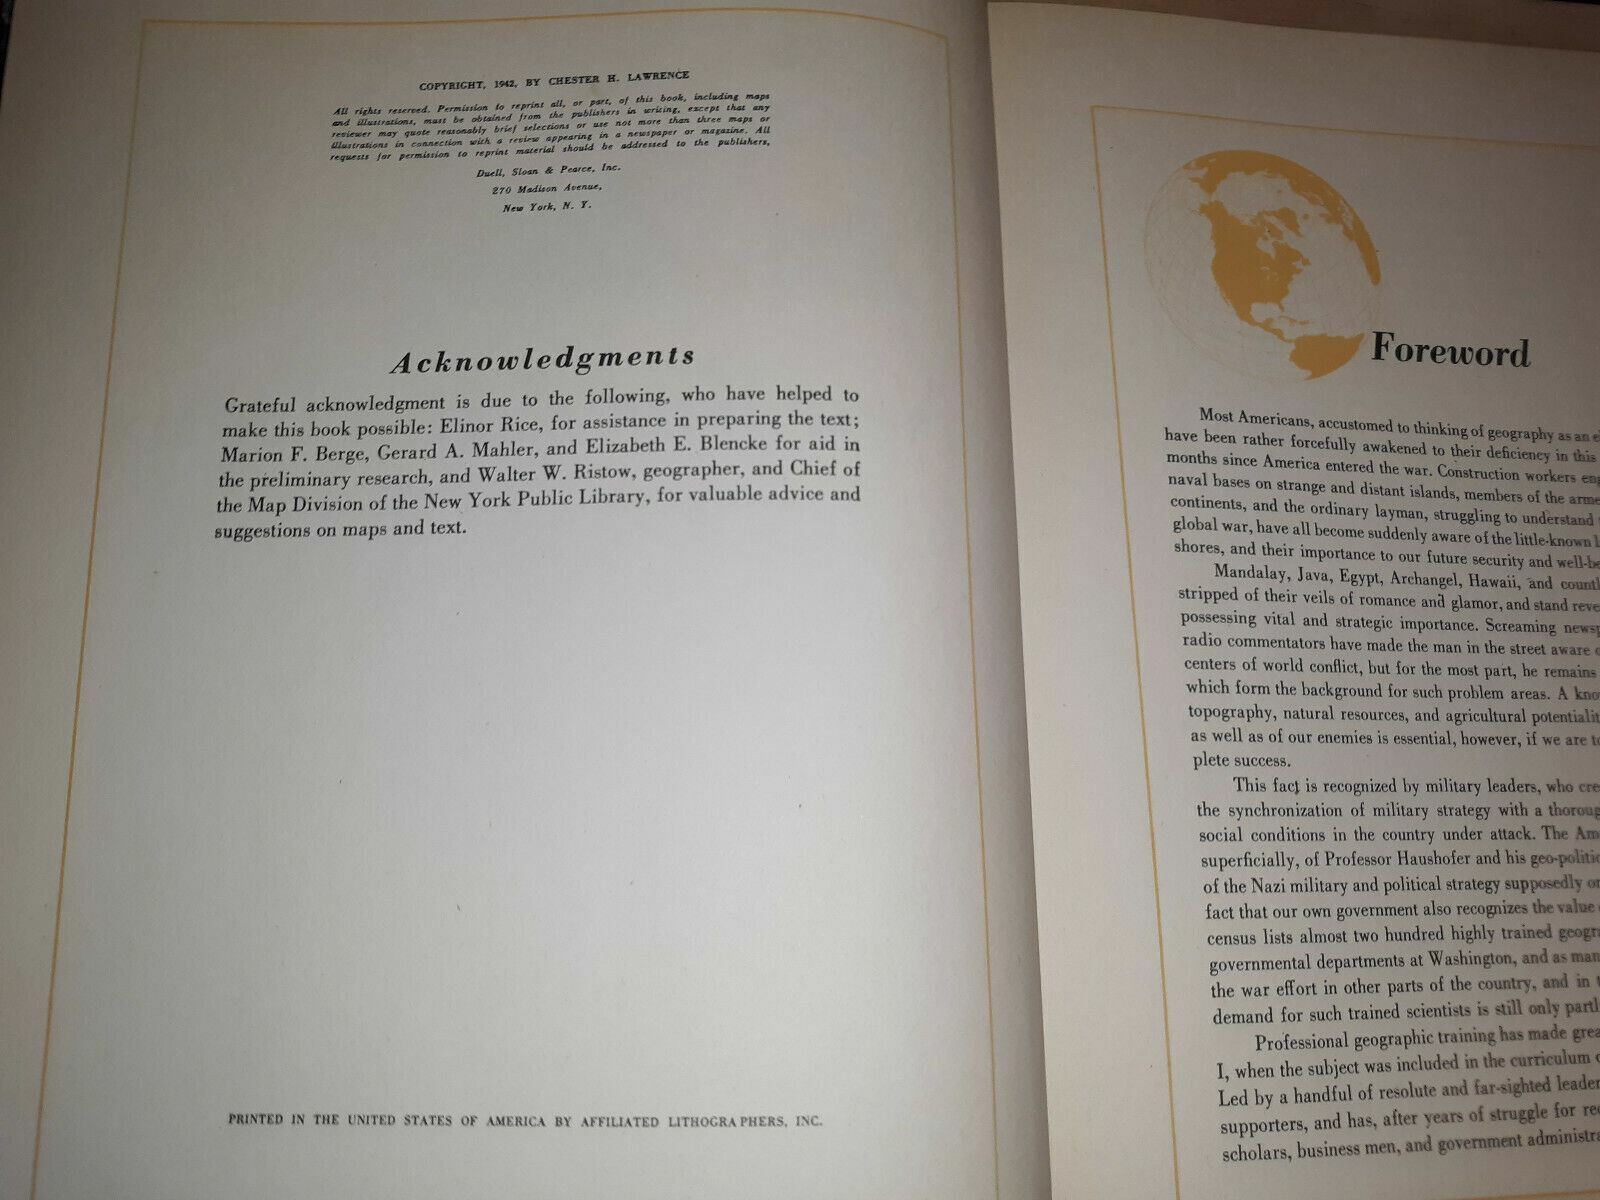 COPYRIGHT, 1942, BY CHESTER H. LAWRENCE
All rights reserved. Permission to reprint all, or part, of this book, including maps
and illustrations, must be obtained from the publishers in writing, except that any
reviewer may quote reasonably brief selections or use not more than three maps or
illustrations in connection with a review appearing in a newspaper or magazine. All
requests for permission to reprint material should be addressed to the publishers,
Duell, Sloan & Pearce, Inc.
270 Madison Avenue,
New York, N. Y.
Acknowledgments
Grateful acknowledgment is due to the following, who have helped to
make this book possible: Elinor Rice, for assistance in preparing the text;
Marion F. Berge, Gerard A. Mahler, and Elizabeth E. Blencke for aid in
the preliminary research, and Walter W. Ristow, geographer, and Chief of
the Map Division of the New York Public Library, for valuable advice and
suggestions on maps and text.
PRINTED IN THE UNITED STATES OF AMERICA BY AFFILIATED LITHOGRAPHERS, INC.
Foreword
Most Americans, accustomed to thinking of geography as an
have been rather forcefully awakened to their deficiency in this
months since America entered the war. Construction workers
naval bases on strange and distant islands, members of the
continents, and the ordinary layman, struggling to understand
global war, have all become suddenly aware of the little-known
shores, and their importance to our future security and
Mandalay, Java, Egypt, Archangel, Hawaii, and
stripped of their veils of romance and glamor, and stand
possessing vital and strategic importance. Screaming
radio commentators have made the man in the street aware
centers of world conflict, but for the most part, he remains
which form the background for such problem areas. A
topography, natural resources, and agricultural
as well as of our enemies is essential, however, if we are
plete success.
This fact is recognized by military leaders, who
the synchronization of military strategy with a
social conditions in the country under attack. The
superficially, of Professor Haushofer and his
of the Nazi military and political strategy supposedly
fact that our own government also recognizes the value
census lists almost two hundred highly trained
governmental departments at Washington, and as
the war effort in other parts of the country, and in
demand for such trained scientists is still only
Professional geographic training has made
I, when the subject was included in the curriculum
Led by a handful of resolute and far-sighted
supporters, and has, after years of struggle for
scholars, business men, and government